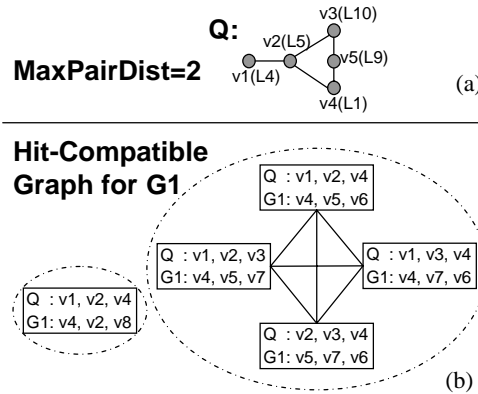 Q:
v3(L10)
v2(L5)
v1(L4)
v5(L9)
v4(L1)
MaxPairDist=2
(a)
Hit-Compatible
Graph for G1
Q : v1, v2, v4
G1: v4, v5, v6
Q : v1, v2, v3
G1: v4, v5, v7
Q : v1, v3, v4
G1: v4, v7, v6
Q : v1, v2, v4
G1: v4, v2, v8
Q : v2, v3, v4
G1: v5, v7, v6
(b)